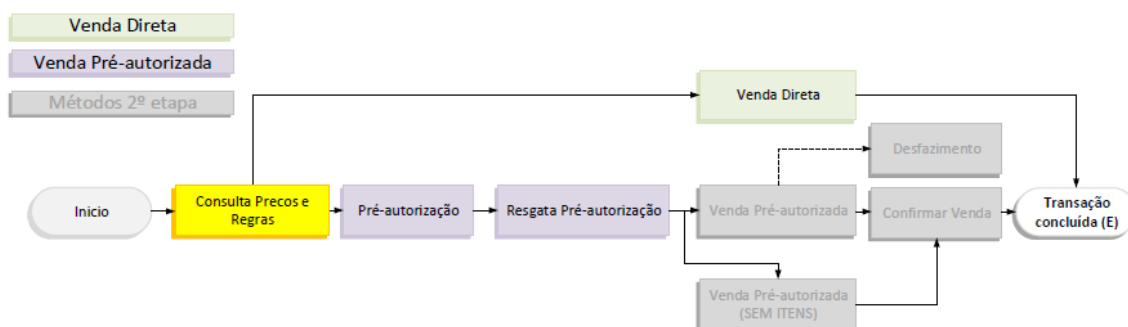 Venda Direta
Venda Pré-autorizada
Métodos 2º etapa
Venda Direta
Desfazimento
Inicio
Consulta Precos e
Regras
Pré-autorização
Resgata Pré-autorização
Venda Pré-autorizada
Confirmar Venda
Transação
concluída (E)
Venda Pré-autorizada
(SEM ITENS)